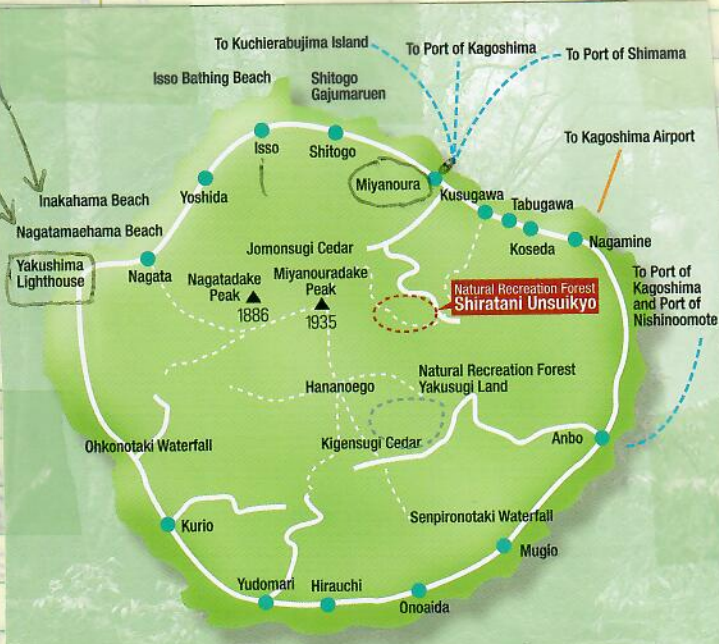 To Kuchierabujima Island
To Port of Kagoshima
To Port of Shimama
Isso Bathing Beach
Shitogo
Gajumaruen
To Kagoshima Airport
Isso
Shitogo
Miyanoura
Kusugawa
Tabugawa
Koseda
Nagamine
Yoshida
Inakahama Beach
Nagatamaehama Beach
Yakushima
Lighthouse
Nagata
Jomonsugi Cedar
Nagatadake
Peak
1886
Miyanouradake
Peak
1935
Natural Recreation Forest
Shiratani Unsuikyo
To Port of
Kagoshima
and Port of
Nishinoomote
Hananoego
Natural Recreation Forest
Yakusugi Land
Kigensugi Cedar
Anbo
Ohkonotaki Waterfall
Kurio
Senpironotaki Waterfall
Mugio
Yudomari
Hirauchi
Onoaida